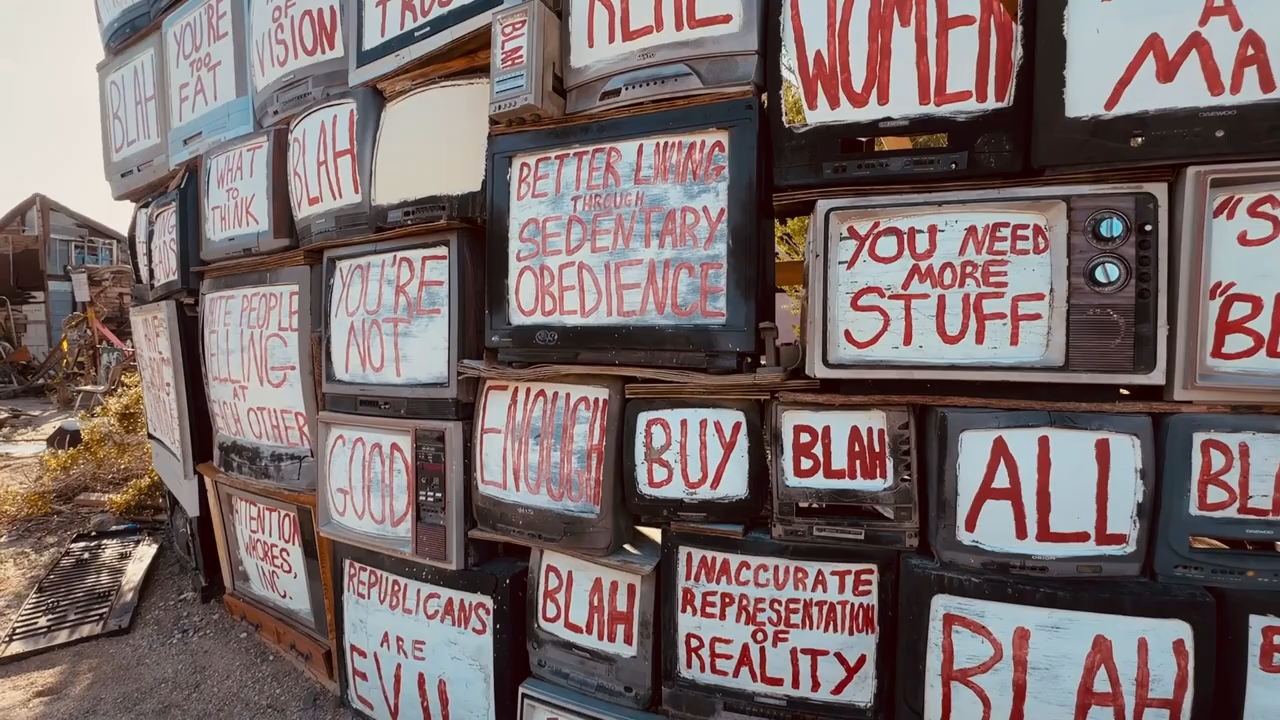 YOU'RE
TOO
FAT
OF
VISION
BLAH
REAL
WOMEN
A
MA
DAEWOO
BLAH
WHAT
TO
THINK
BLAH
BETTER LIVING
THROUGH
SEDENTARY
OBEDIENCE
YOU NEED
MORE
STUFF
PEOPLE
AT
OTHER
YOU'RE
NOT
GOOD
ENOUGH
BUY
BLAH
ALL
ATTENTION
WHORES,
INC.
REPUBLICANS
ARE
EVIL
BLAH
INACCURATE
REPRESENTATION
OF
REALITY
BLAH